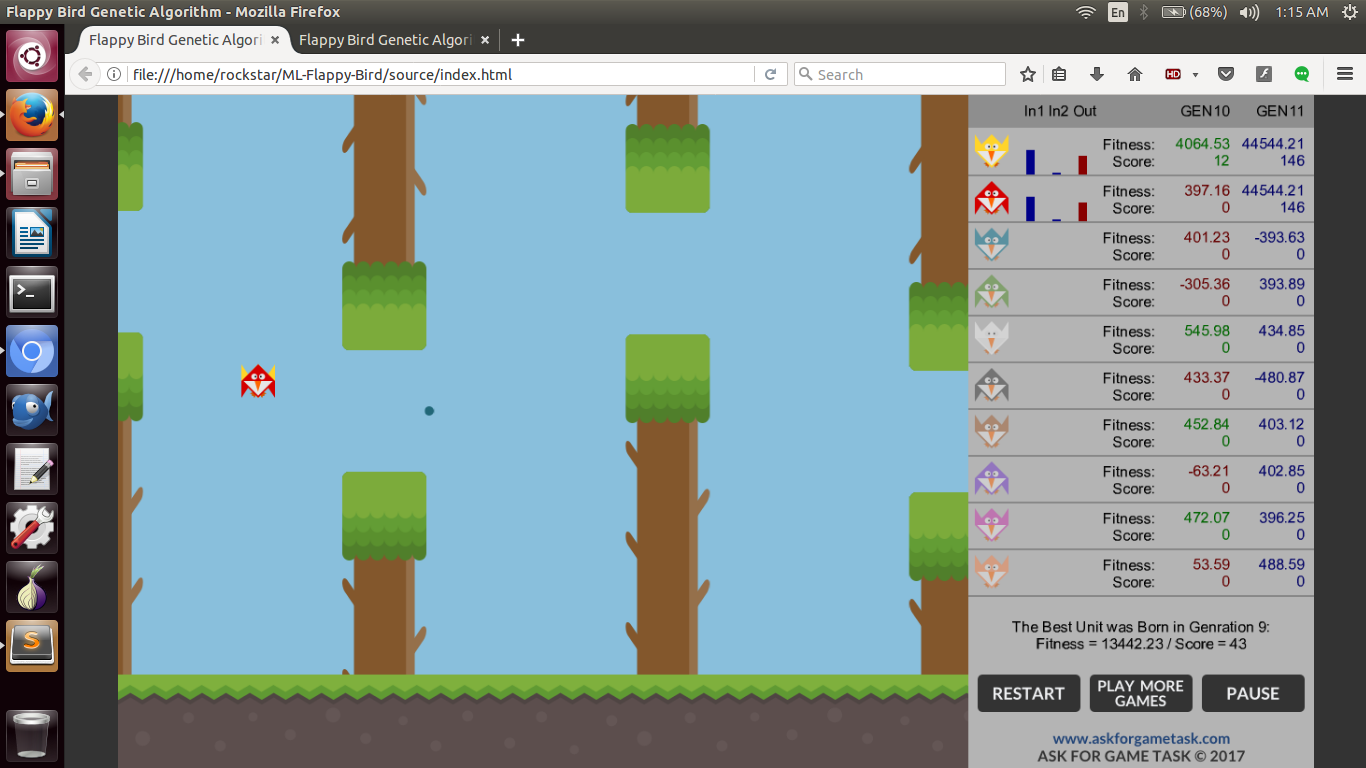 Flappy Bird Genetic Algorithm - Mozilla Firefox
En
(68%)
1:15 AM
Flappy Bird Genetic Algori
Flappy Bird Genetic Algori
file:///home/rockstar/ML-Flappy-Bird/source/index.html
Search
HD
In1 In2 Out GEN10 GEN11
Fitness: 4064.53 44544.21
Score: 12 146
Fitness: 397.16 44544.21
Score: 0 146
Fitness: 401.23 -393.63
Score: 0 0
Fitness: -305.36 393.89
Score: 0 0
Fitness: 545.98 434.85
Score: 0 0
Fitness: 433.37 -480.87
Score: 0 0
Fitness: 452.84 403.12
Score: 0 0
Fitness: -63.21 402.85
Score: 0 0
Fitness: 472.07 396.25
Score: 0 0
Fitness: 53.59 488.59
Score: 0 0
The Best Unit was Born in Genration 9:
Fitness = 13442.23 / Score = 43
RESTART
PLAY MORE
GAMES
PAUSE
www.askforgametask.com
ASK FOR GAME TASK © 2017